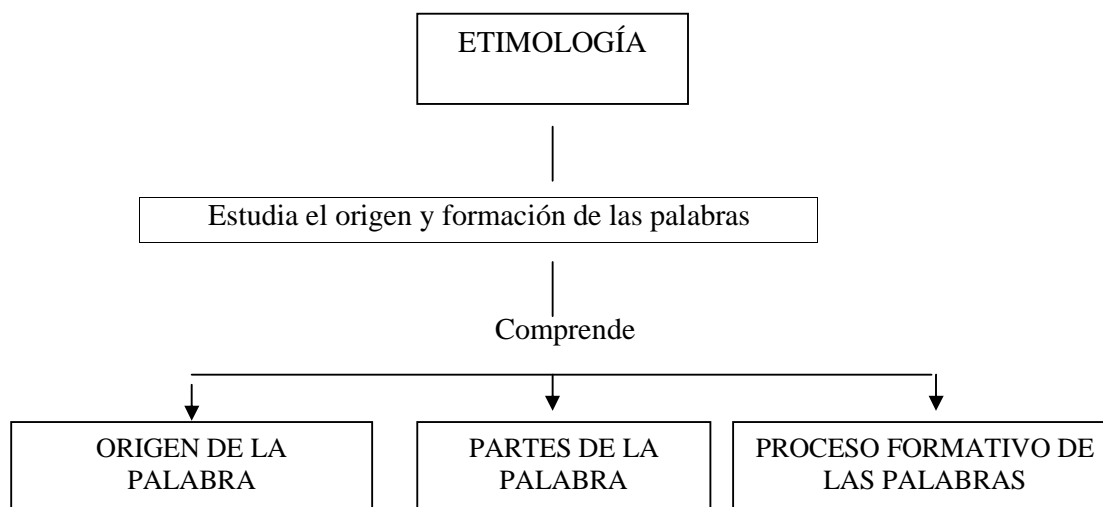 ETIMOLOGÍA
Estudia el origen y formación de las palabras
Comprende
ORIGEN DE LA
PALABRA
PARTES DE LA
PALABRA
PROCESO FORMATIVO DE
LAS PALABRAS